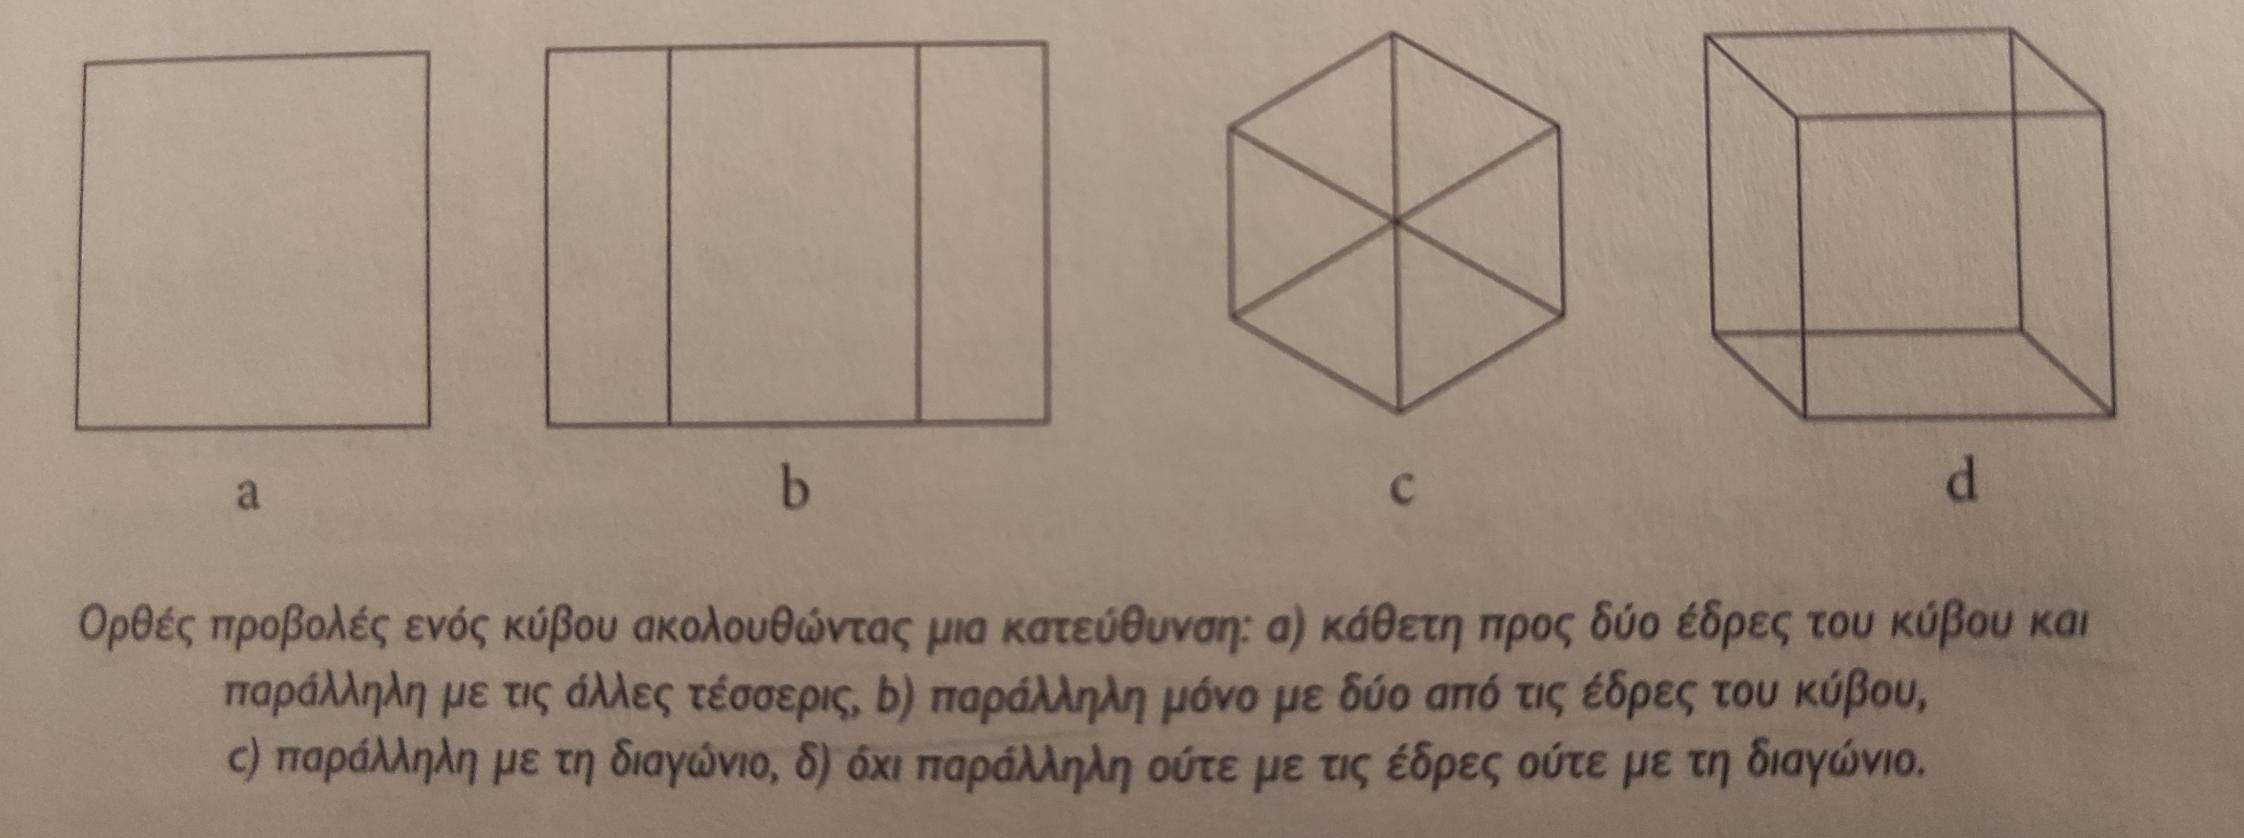 a b c d
Ορθές προβολές ενός κύβου ακολουθώντας μια κατεύθυνση: a) κάθετη προς δύο έδρες του κύβου και
παράλληλη με τις άλλες τέσσερις, b) παράλληλη μόνο με δύο από τις έδρες του κύβου,
c) παράλληλη με τη διαγώνιο, δ) όχι παράλληλη ούτε με τις έδρες ούτε με τη διαγώνιο.